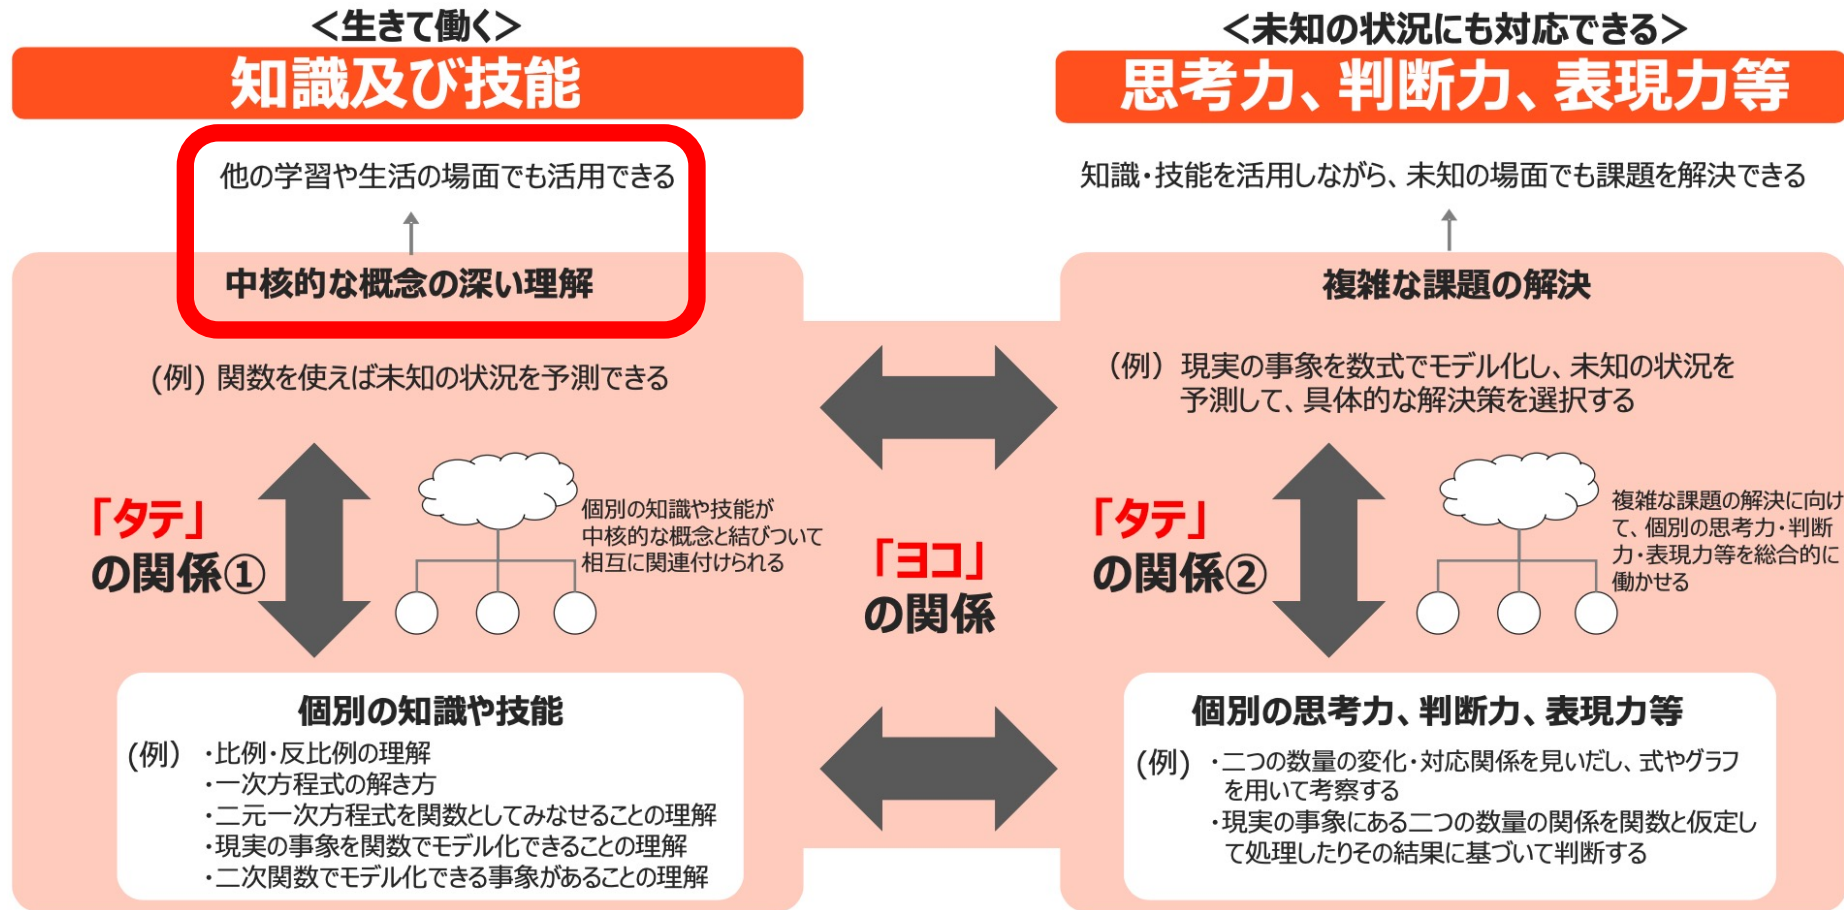 ＜生きて働く＞
知識及び技能
他の学習や生活の場面でも活用できる
中核的な概念の深い理解
(例) 関数を使えば未知の状況を予測できる
「タテ」
の関係①
個別の知識や技能が
中核的な概念と結びついて
相互に関連付けられる
個別の知識や技能
(例) ・比例・反比例の理解
・一次方程式の解き方
・二元一次方程式を関数としてみなせることの理解
・現実の事象を関数でモデル化できることの理解
・二次関数でモデル化できる事象があることの理解
「ヨコ」
の関係
＜未知の状況にも対応できる＞
思考力、判断力、表現力等
知識・技能を活用しながら、未知の場面でも課題を解決できる
複雑な課題の解決
(例) 現実の事象を数式でモデル化し、未知の状況を
予測して、具体的な解決策を選択する
「タテ」
の関係②
複雑な課題の解決に向け
て、個別の思考力・判断
力・表現力等を総合的に
働かせる
個別の思考力、判断力、表現力等
(例) ・二つの数量の変化・対応関係を見いだし、式やグラフ
を用いて考察する
・現実の事象にある二つの数量の関係を関数と仮定し
て処理したりその結果に基づいて判断する